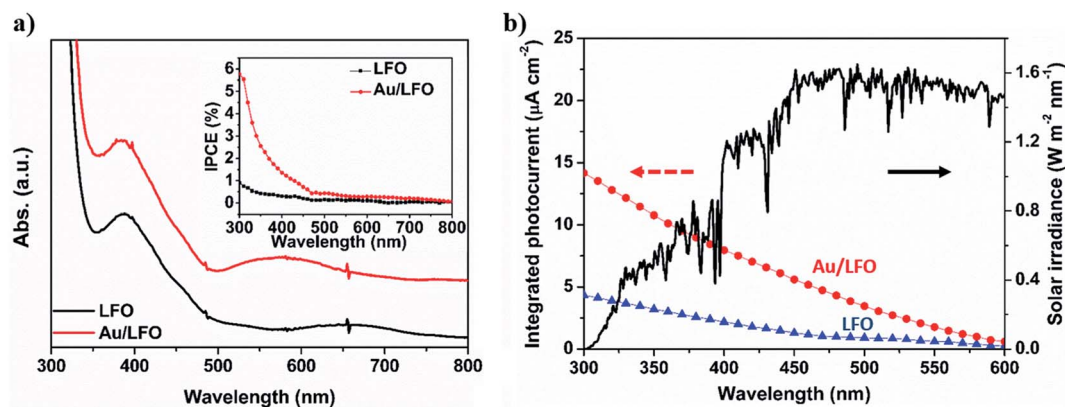 a)
Abs. (a.u.)
LFO
Au/LFO
300 400 500 600 700 800
Wavelength (nm)
IPCE (%)
6
5
4
3
2
1
0
LFO
Au/LFO
300 400 500 600 700 800
Wavelength (nm)
b)
Integrated photocurrent (μA cm⁻²)
25
20
15
10
5
0
Au/LFO
LFO
300 350 400 450 500 550 600
Wavelength (nm)
1.6
1.2
0.8
0.4
0.0
Solar irradiance (W m⁻² nm⁻¹)